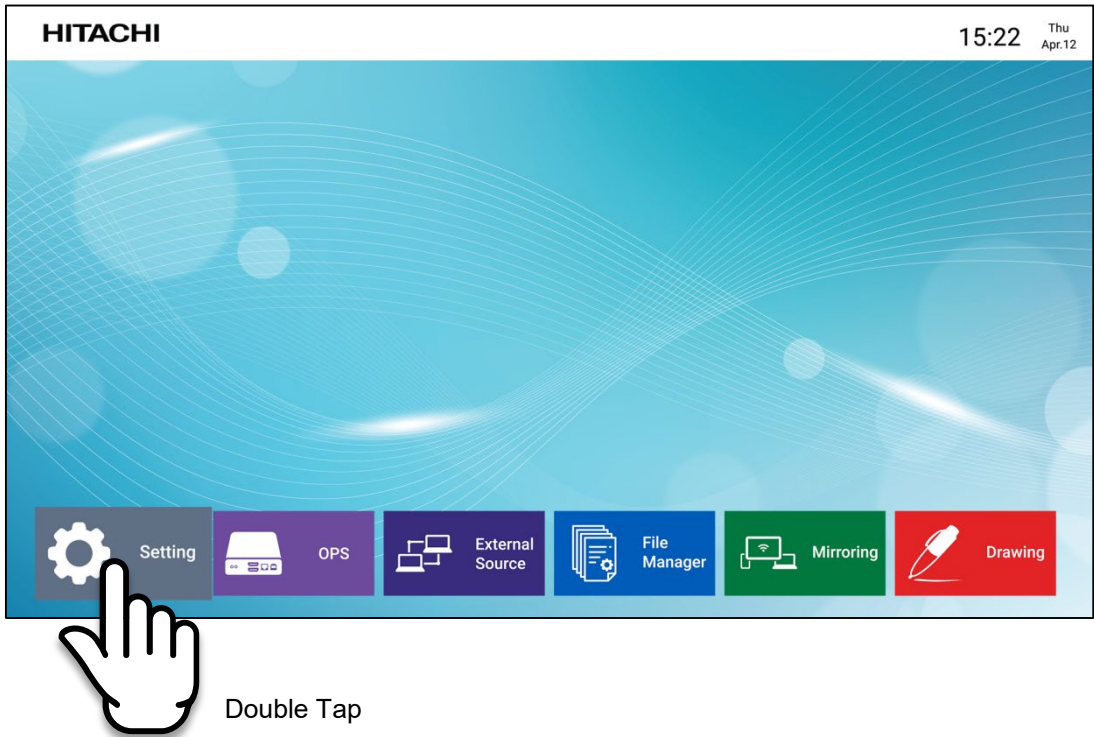 HITACHI
15:22
Thu
Apr.12
Setting
OPS
External
Source
File
Manager
Mirroring
Drawing
Double Tap